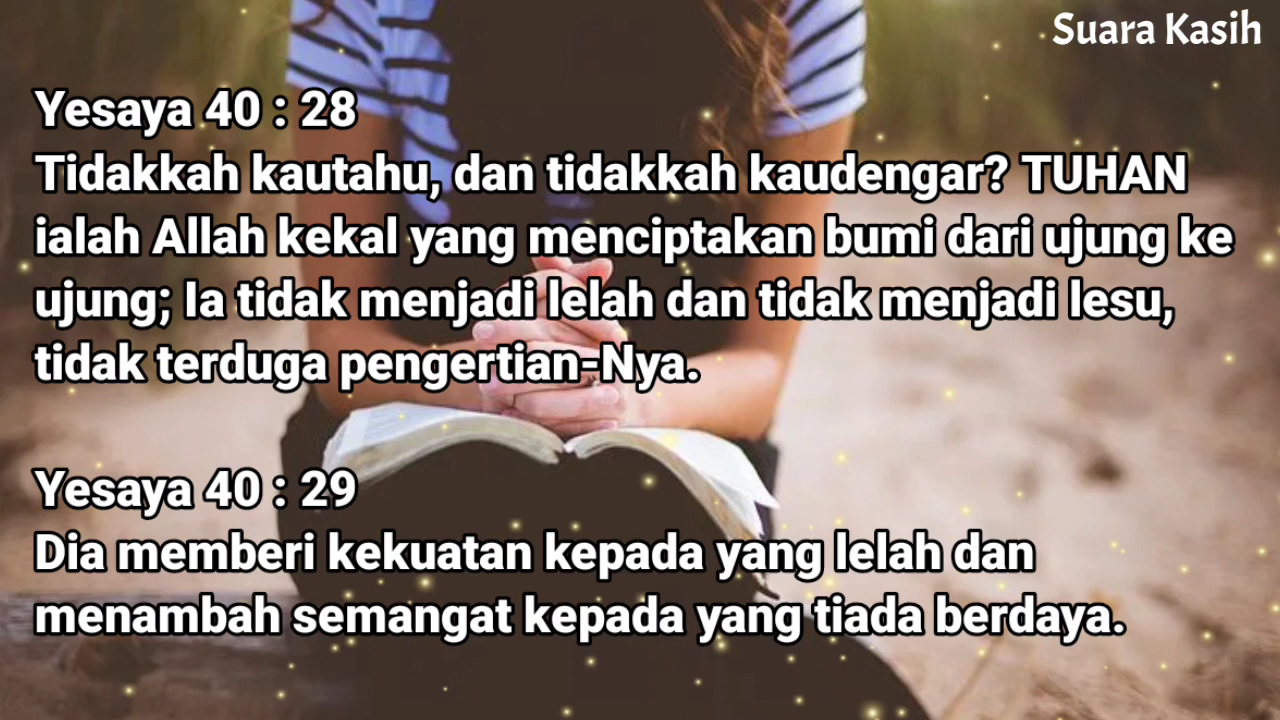 Suara Kasih
Yesaya 40 : 28
Tidakkah kautahu, dan tidakkah kaudengar? TUHAN
ialah Allah kekal yang menciptakan bumi dari ujung ke
ujung; Ia tidak menjadi lelah dan tidak menjadi lesu,
tidak terduga pengertian-Nya.
Yesaya 40 : 29
Dia memberi kekuatan kepada yang lelah dan
menambah semangat kepada yang tiada berdaya.